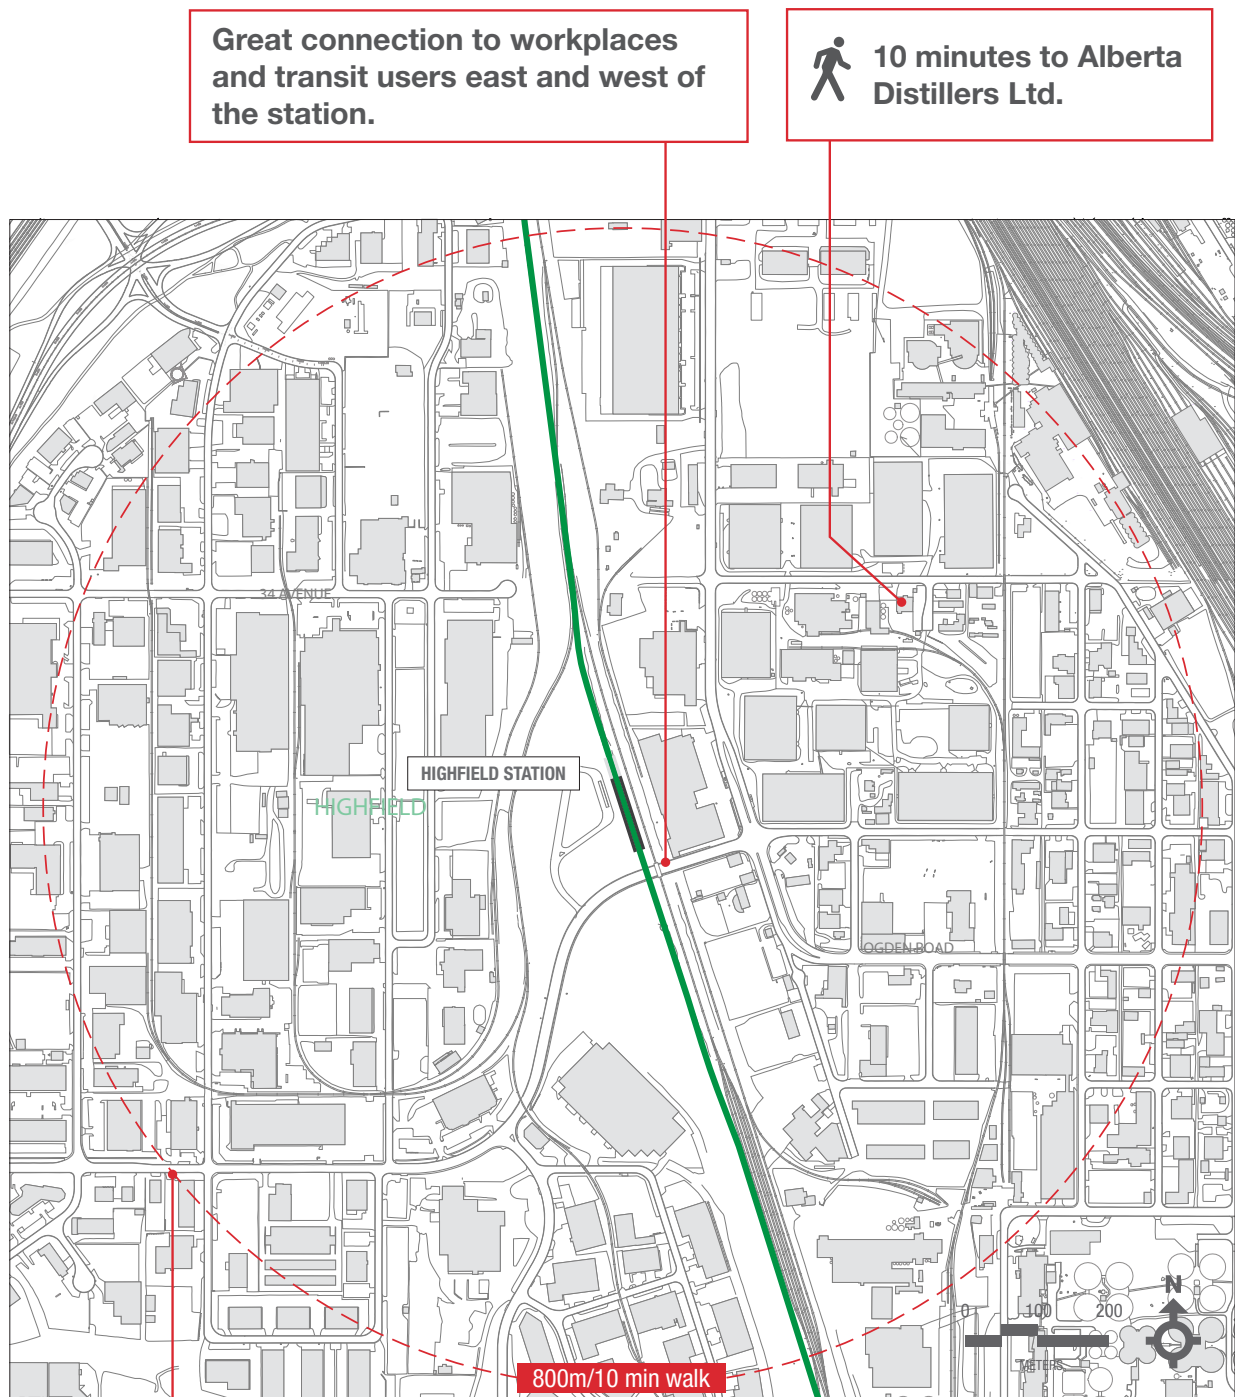 Great connection to workplaces
and transit users east and west of
the station.
10 minutes to Alberta
Distillers Ltd.
34 AVENUE
HIGHFIELD STATION
HIGHFIELD
OGDEN ROAD
N
0 100 200
METERS
800m/10 min walk